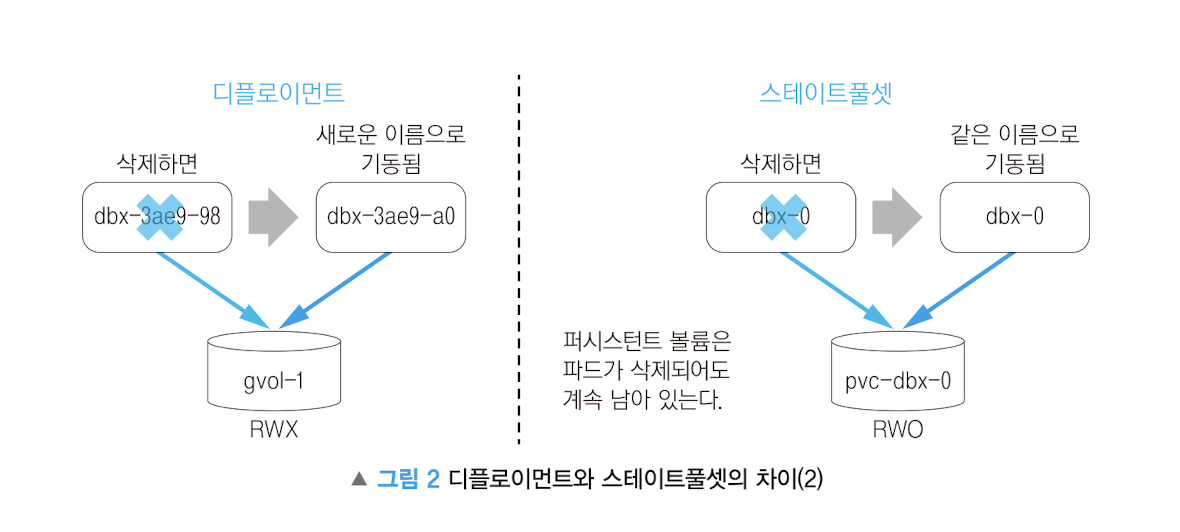 디플로이먼트
새로운 이름으로
기동됨
삭제하면
dbx-3ae9-98
dbx-3ae9-a0
gvol-1
RWX
스테이트풀셋
같은 이름으로
기동됨
삭제하면
dbx-0
dbx-0
퍼시스턴트 볼륨은
파드가 삭제되어도
계속 남아 있는다.
pvc-dbx-0
RWO
▲ 그림 2 디플로이먼트와 스테이트풀셋의 차이(2)